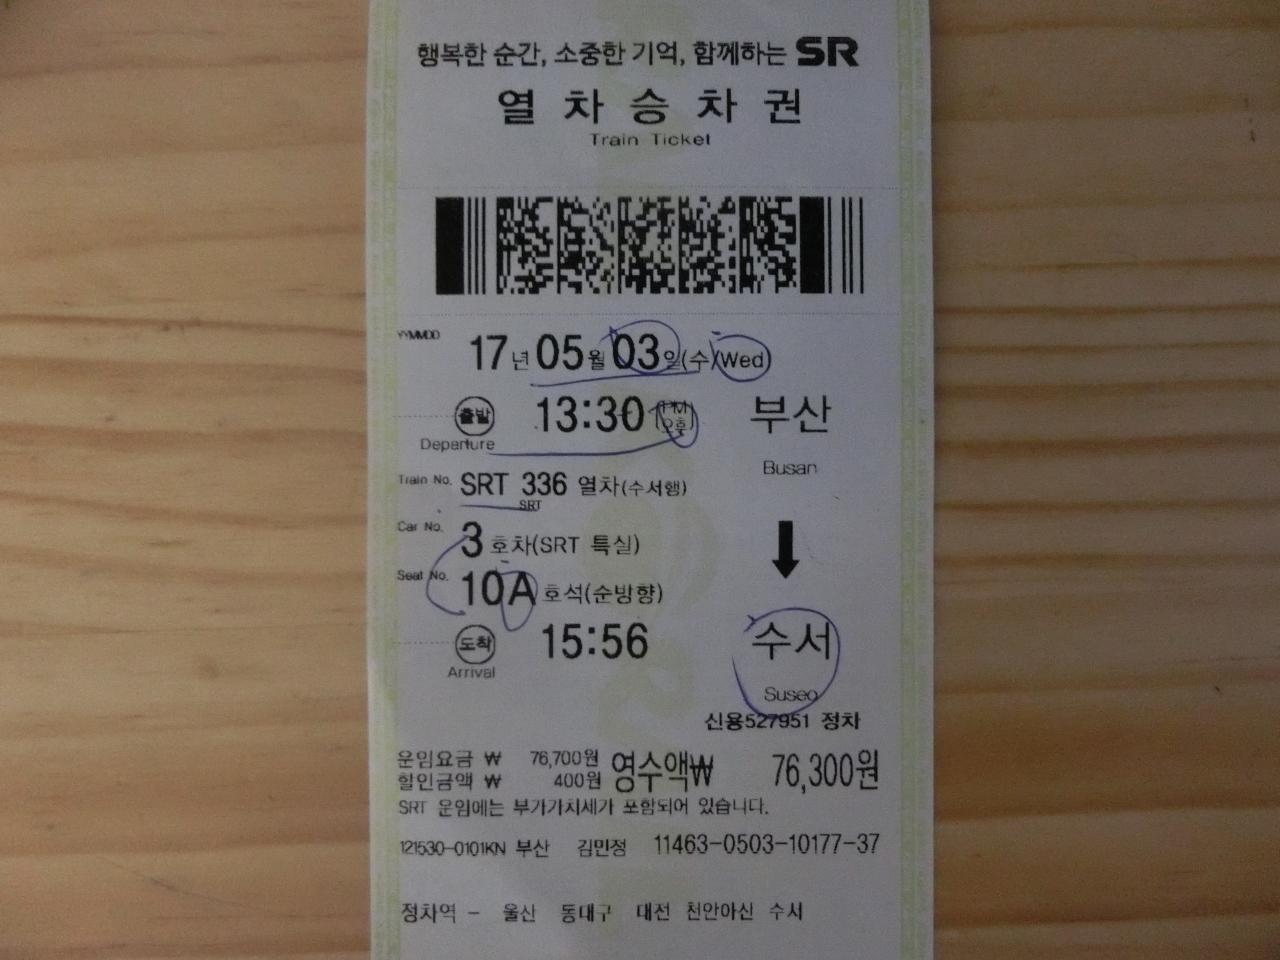 행복한 순간, 소중한 기억, 함께하는 SR
열차승차권
Train Ticket
YYMMDD
17년 05월 03일(수)(Wed)
출발 13:30 (PM 오후) 부산
Departure
Busan
Train No. SRT 336 열차(수서행)
SRT
Car No. 3 호차(SRT 특실)
Seat No. 10A 호석(순방향)
도착 15:56 수서
Arrival
Suseo
신용527951 정차
운임요금 ₩ 76,700원 영수액₩ 76,300원
할인금액 ₩ 400원
SRT 운임에는 부가가치세가 포함되어 있습니다.
121530-0101KN 부산 김민정 11463-0503-10177-37
정차역 - 울산 동대구 대전 천안아산 수서